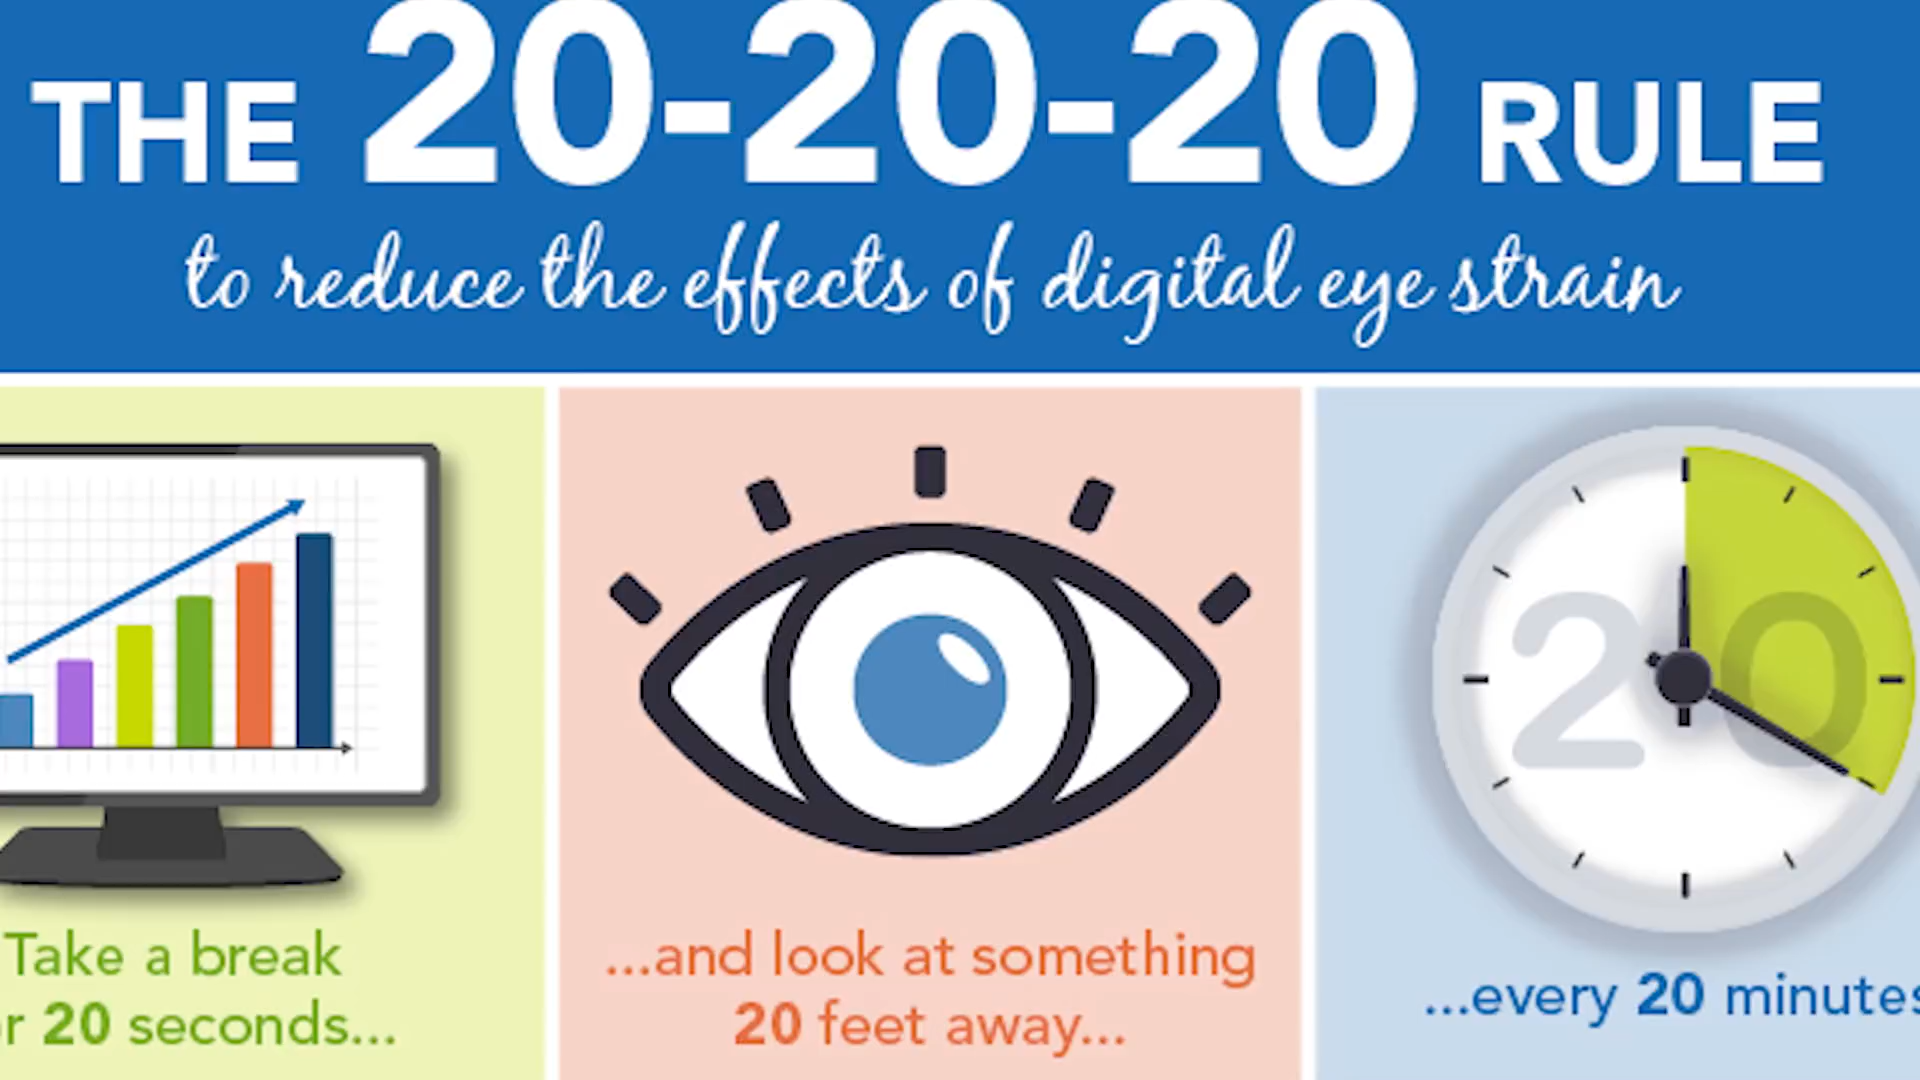 THE 20-20-20 RULE
to reduce the effects of digital eye strain
Take a break
20 seconds...
...and look at something
20 feet away...
20
...every 20 minutes